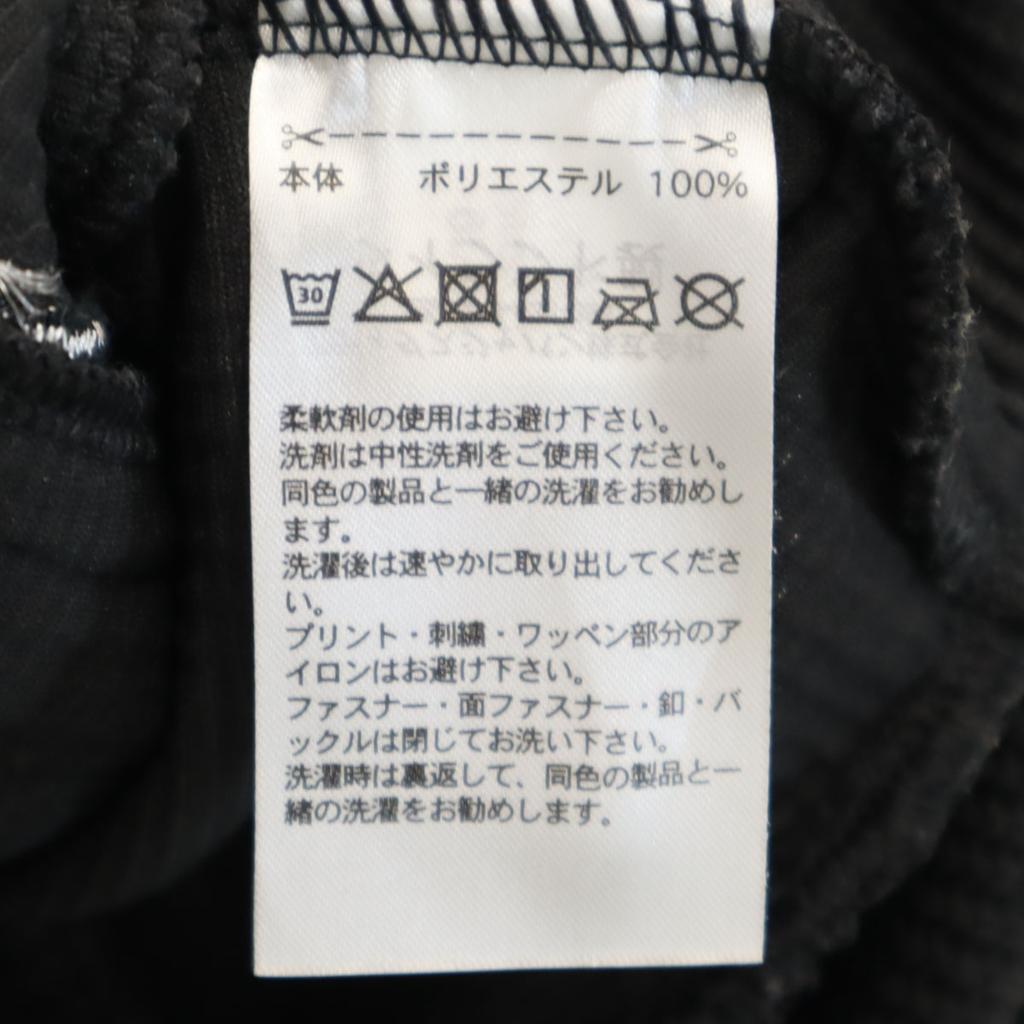 本体 ポリエステル 100%
30
柔軟剤の使用はお避け下さい。
洗剤は中性洗剤をご使用ください。
同色の製品と一緒の洗濯をお勧めし
ます。
洗濯後は速やかに取り出してくださ
い。
プリント・刺繍・ワッペン部分のア
イロンはお避け下さい。
ファスナー・面ファスナー・釦・バ
ックルは閉じてお洗い下さい。
洗濯時は裏返して、同色の製品と一
緒の洗濯をお勧めします。